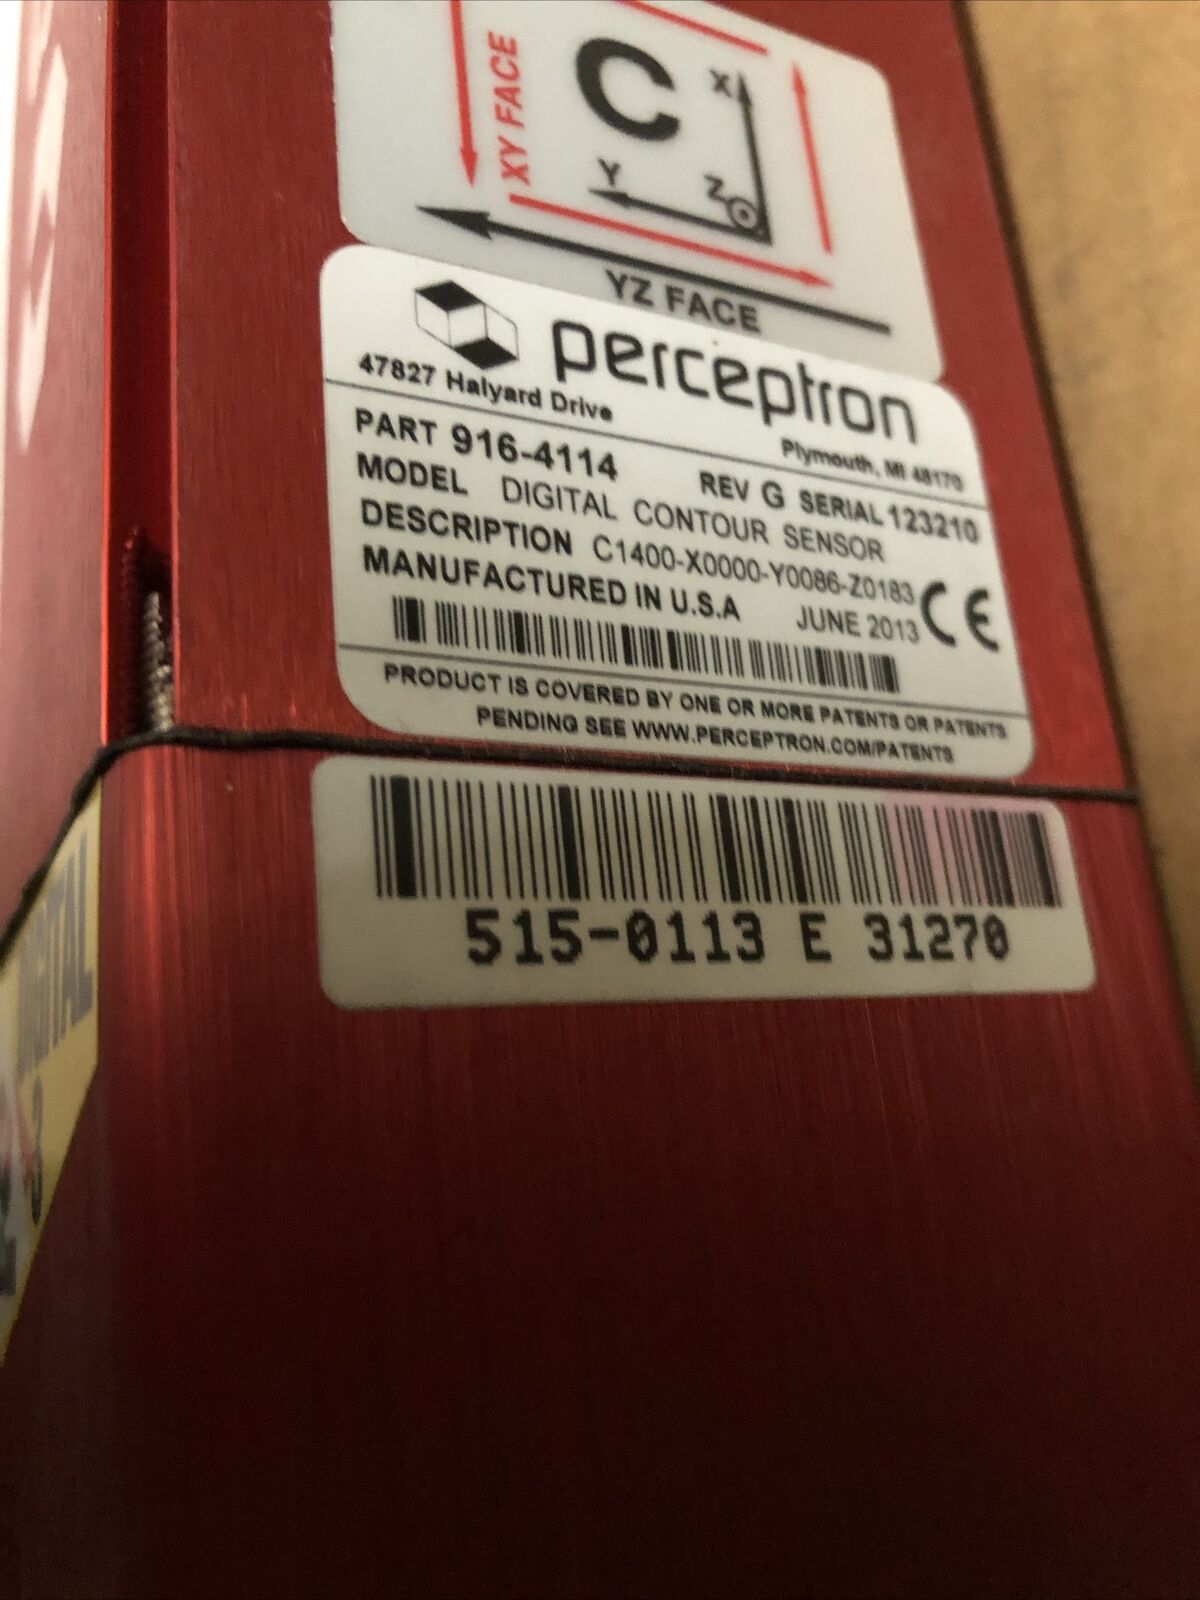 C
X
XY FACE
Y
Z
YZ FACE
perceptron
47827 Halyard Drive
Plymouth, MI 48170
PART 916-4114 REV G SERIAL 123210
MODEL DIGITAL CONTOUR SENSOR
DESCRIPTION C1400-X0000-Y0086-Z0183
MANUFACTURED IN U.S.A JUNE 2013 CE
PRODUCT IS COVERED BY ONE OR MORE PATENTS OR PATENTS
PENDING SEE WWW.PERCEPTRON.COM/PATENTS
515-0113 E 31270
DIGITAL
3